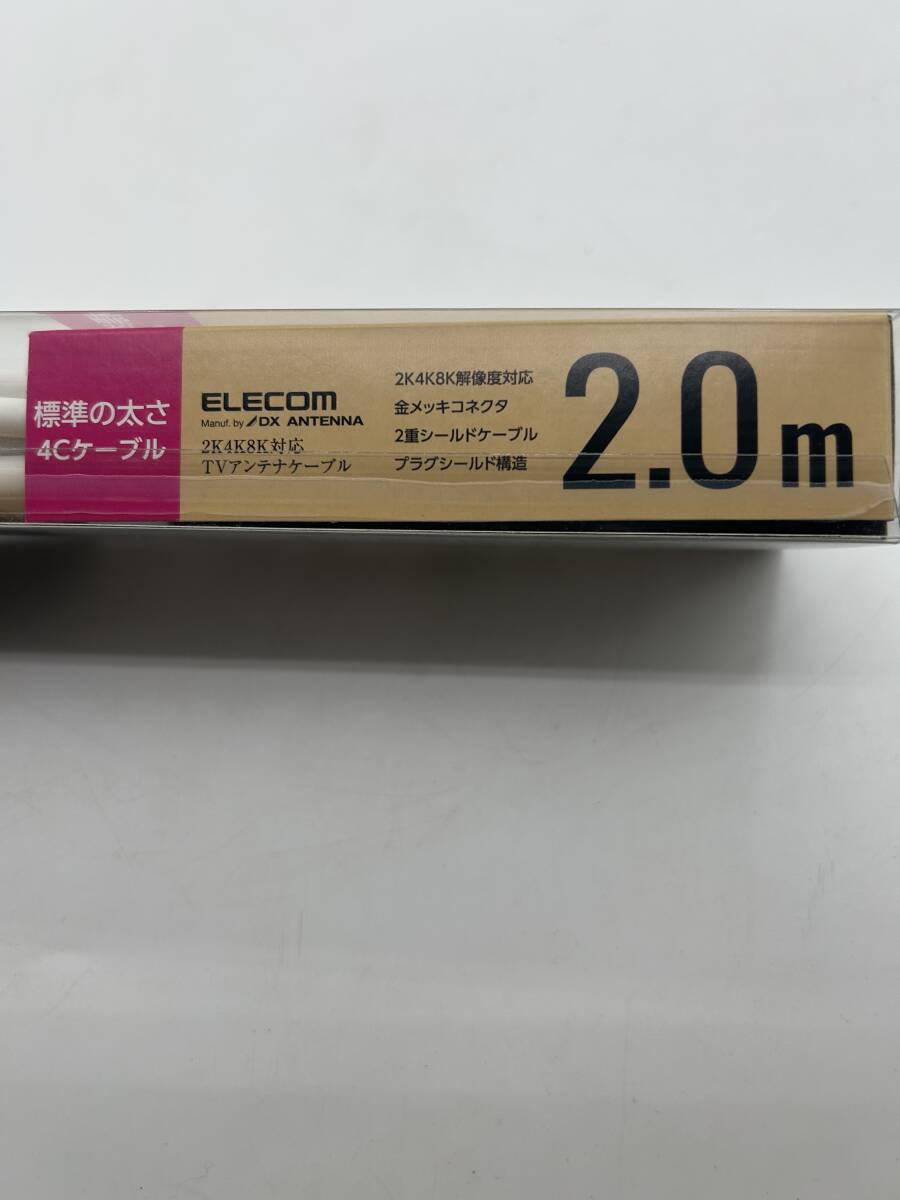 標準の太さ
4Cケーブル
ELECOM
Manuf. by DX ANTENNA
2K4K8K対応
TVアンテナケーブル
2K4K8K解像度対応
金メッキコネクタ
2重シールドケーブル
プラグシールド構造
2.0m